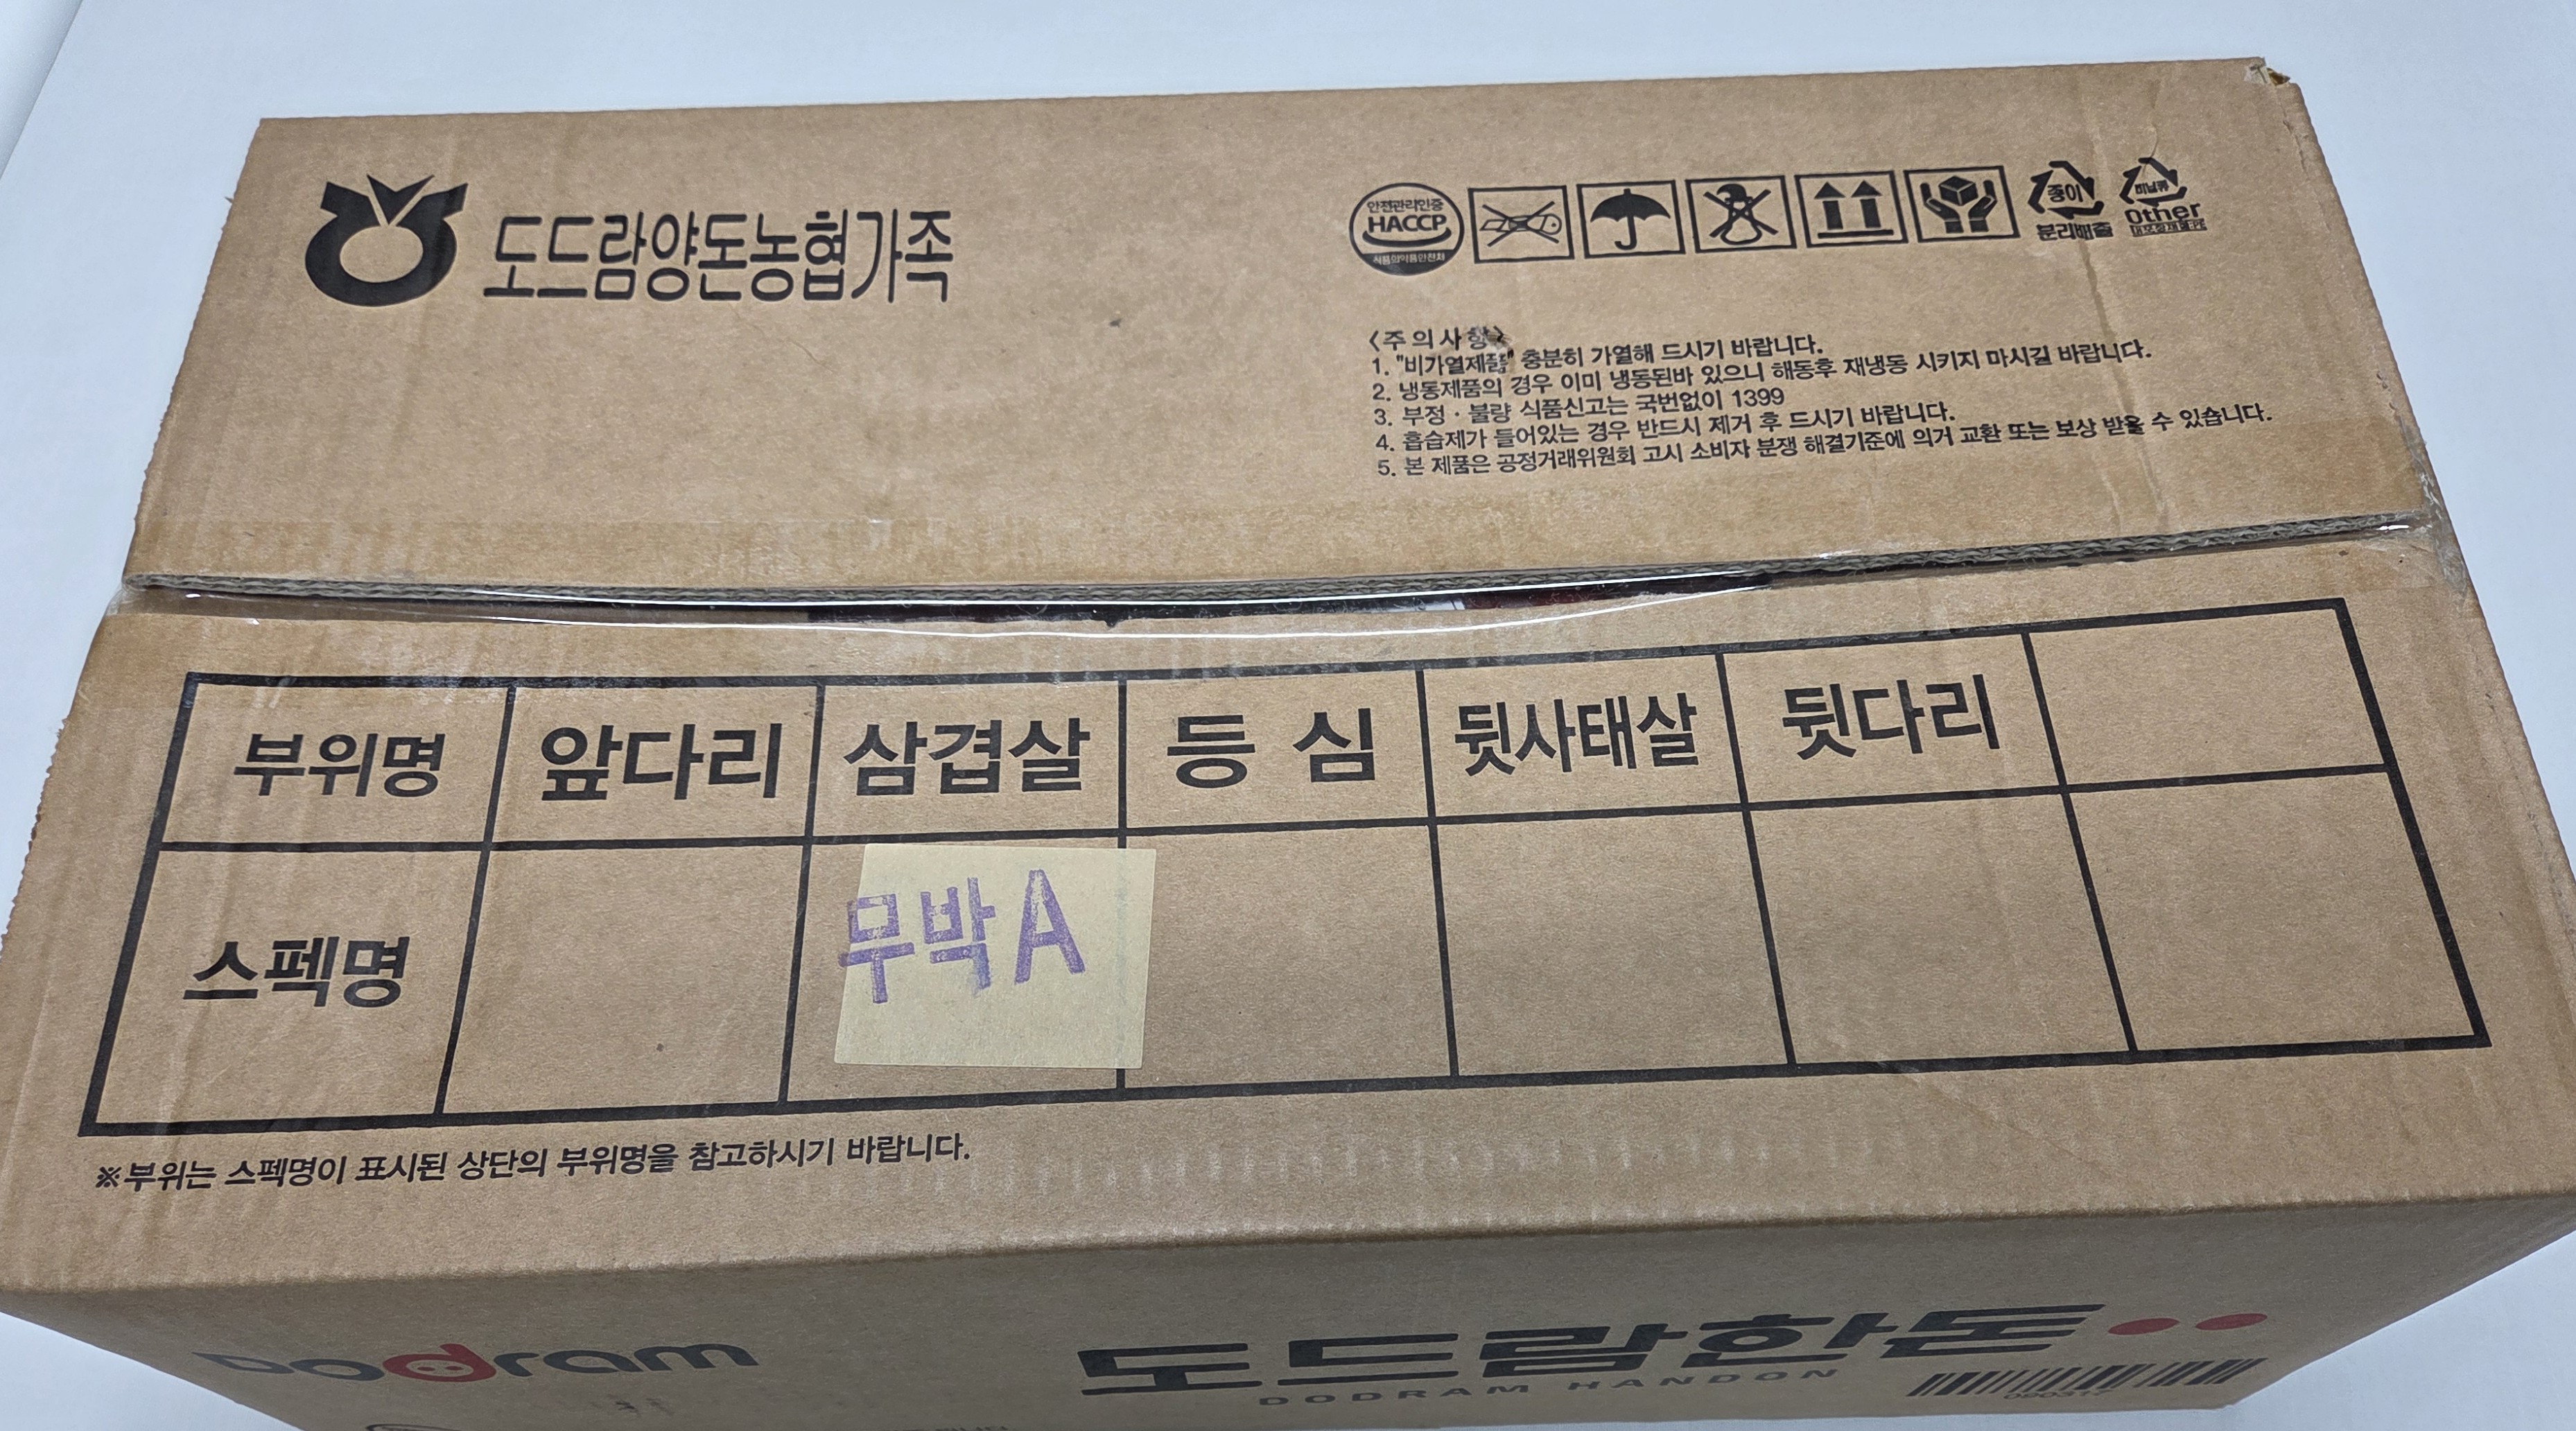 도드람양돈농협가족
안전관리인증
HACCP
식품의약품안전처
종이
분리배출
비닐류
Other
<주의사항>
1. "비가열제품" 충분히 가열해 드시기 바랍니다.
2. 냉동제품의 경우 이미 냉동된바 있으니 해동후 재냉동 시키지 마시길 바랍니다.
3. 부정·불량 식품신고는 국번없이 1399
4. 흡습제가 들어있는 경우 반드시 제거 후 드시기 바랍니다.
5. 본 제품은 공정거래위원회 고시 소비자 분쟁 해결기준에 의거 교환 또는 보상 받을 수 있습니다.
부위명 앞다리 삼겹살 등 심 뒷사태살 뒷다리
스펙명 무박A
※부위는 스펙명이 표시된 상단의 부위명을 참고하시기 바랍니다.
Dodram
도드람한돈
DODRAM HANDON